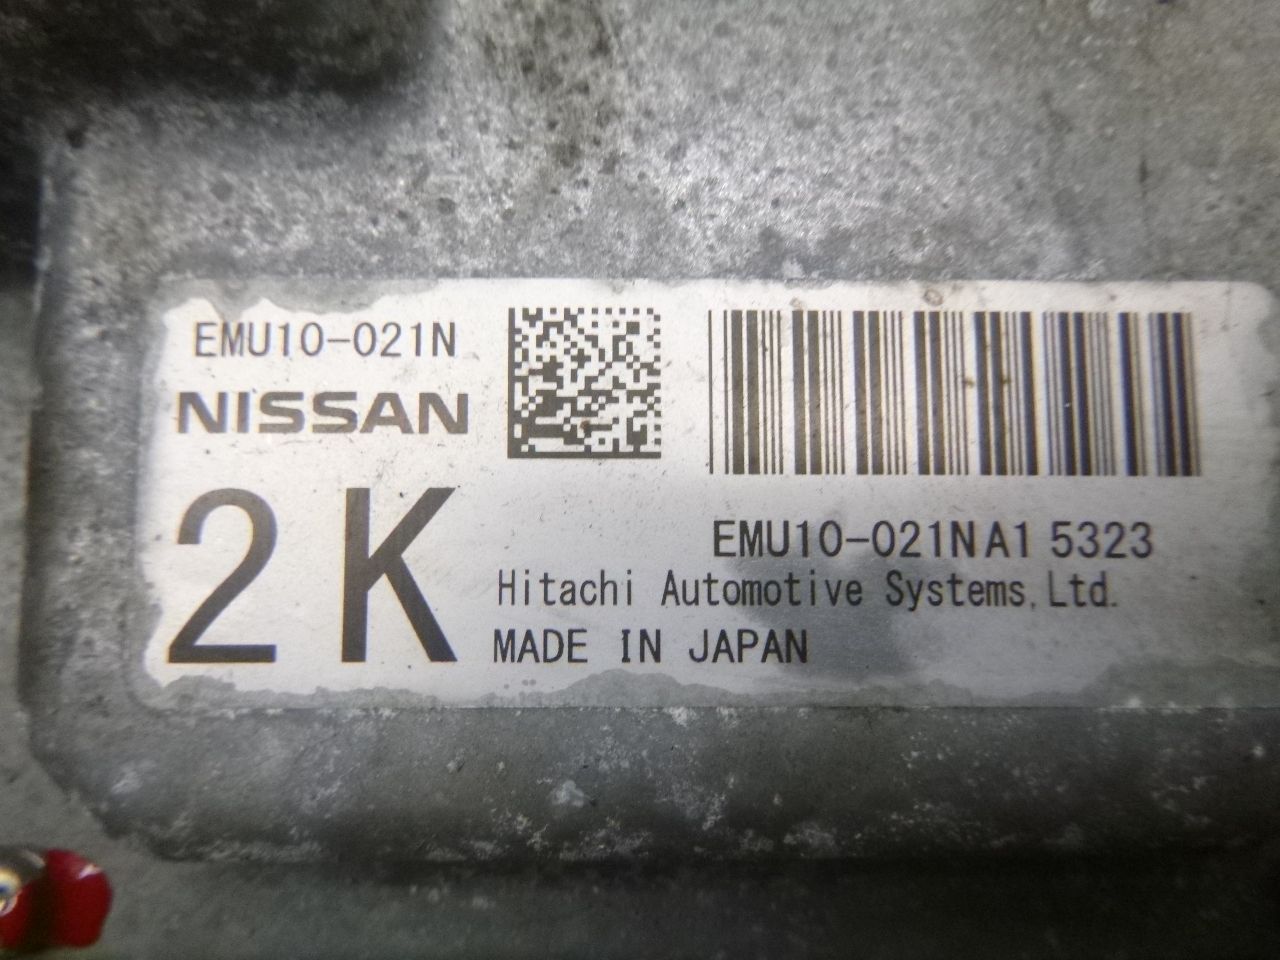 EMU10-021N
NISSAN
2K
EMU10-021NA1 5323
Hitachi Automotive Systems, Ltd.
MADE IN JAPAN